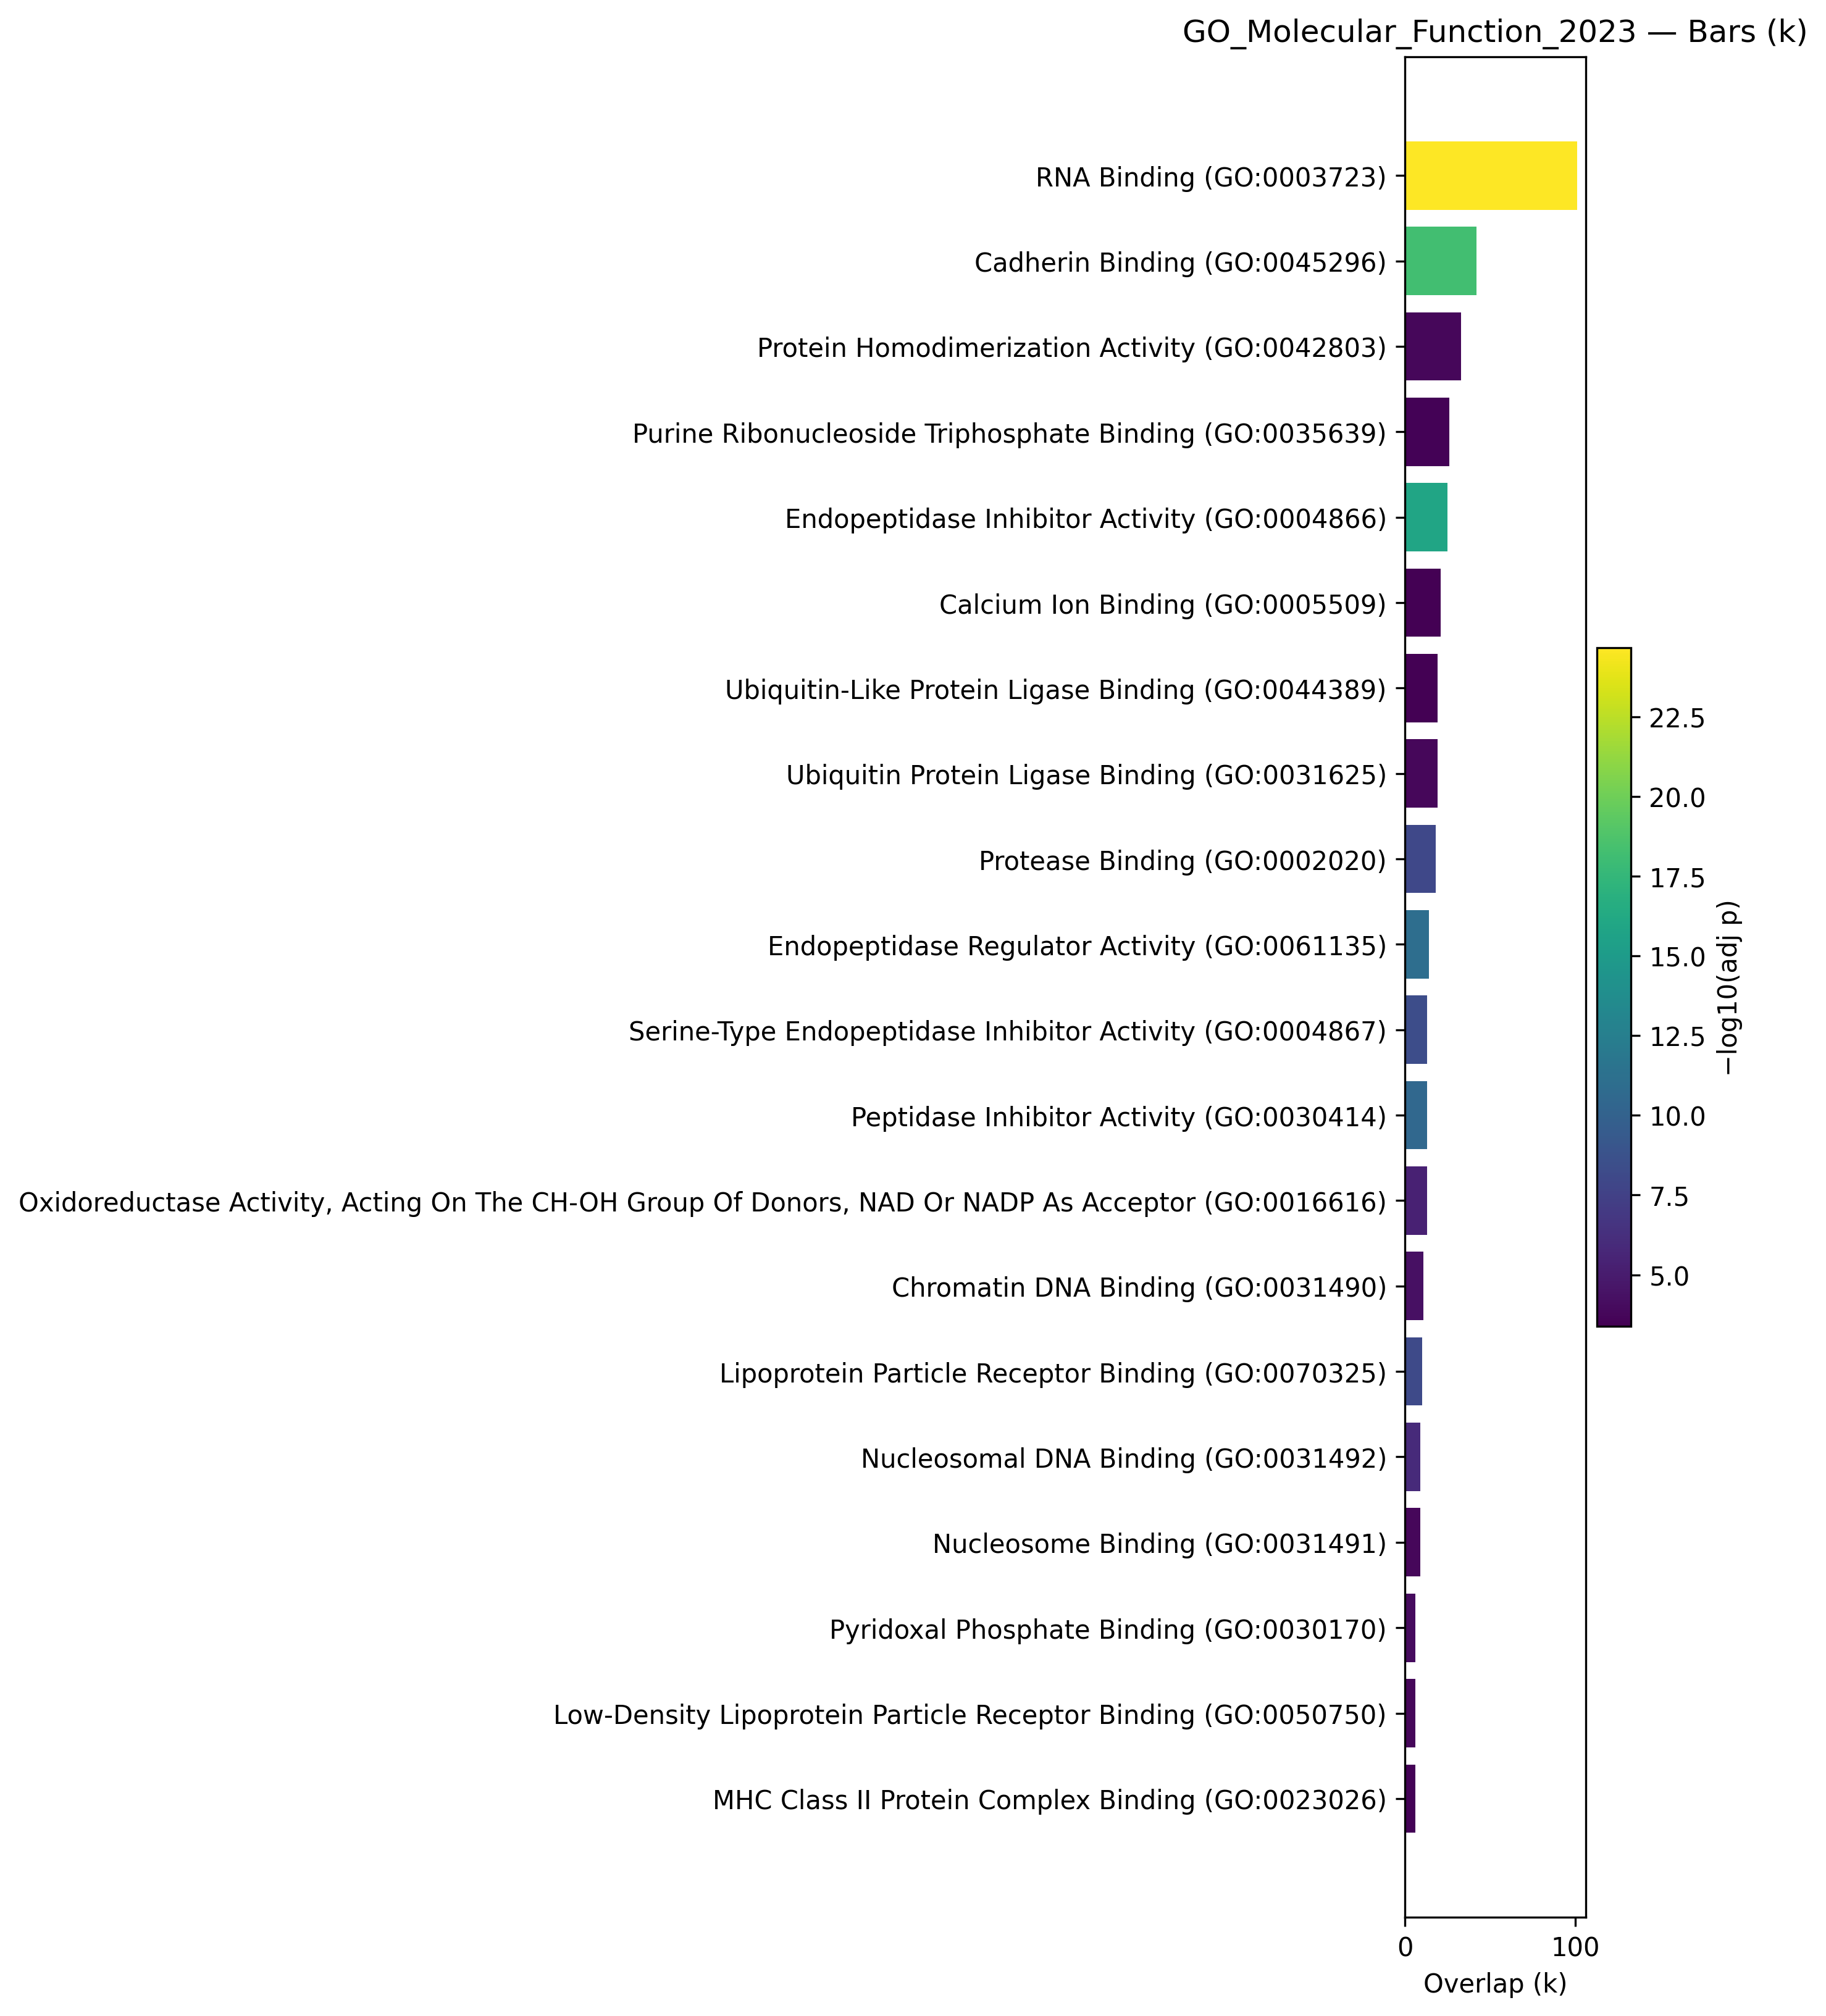 GO_Molecular_Function_2023 — Bars (k)
RNA Binding (GO:0003723)
Cadherin Binding (GO:0045296)
Protein Homodimerization Activity (GO:0042803)
Purine Ribonucleoside Triphosphate Binding (GO:0035639)
Endopeptidase Inhibitor Activity (GO:0004866)
Calcium Ion Binding (GO:0005509)
Ubiquitin-Like Protein Ligase Binding (GO:0044389)
Ubiquitin Protein Ligase Binding (GO:0031625)
Protease Binding (GO:0002020)
Endopeptidase Regulator Activity (GO:0061135)
Serine-Type Endopeptidase Inhibitor Activity (GO:0004867)
Peptidase Inhibitor Activity (GO:0030414)
Oxidoreductase Activity, Acting On The CH-OH Group Of Donors, NAD Or NADP As Acceptor (GO:0016616)
Chromatin DNA Binding (GO:0031490)
Lipoprotein Particle Receptor Binding (GO:0070325)
Nucleosomal DNA Binding (GO:0031492)
Nucleosome Binding (GO:0031491)
Pyridoxal Phosphate Binding (GO:0030170)
Low-Density Lipoprotein Particle Receptor Binding (GO:0050750)
MHC Class II Protein Complex Binding (GO:0023026)
0 100
Overlap (k)
22.5
20.0
17.5
15.0
12.5
10.0
7.5
5.0
−log10(adj p)